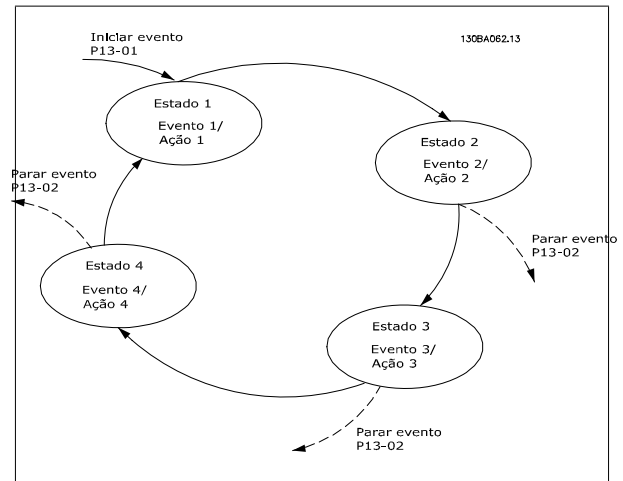 Iniciar evento
P13-01
130BA062.13
Estado 1
Evento 1/
Ação 1
Estado 2
Evento 2/
Ação 2
Parar evento
P13-02
Parar evento
P13-02
Estado 4
Evento 4/
Ação 4
Estado 3
Evento 3/
Ação 3
Parar evento
P13-02